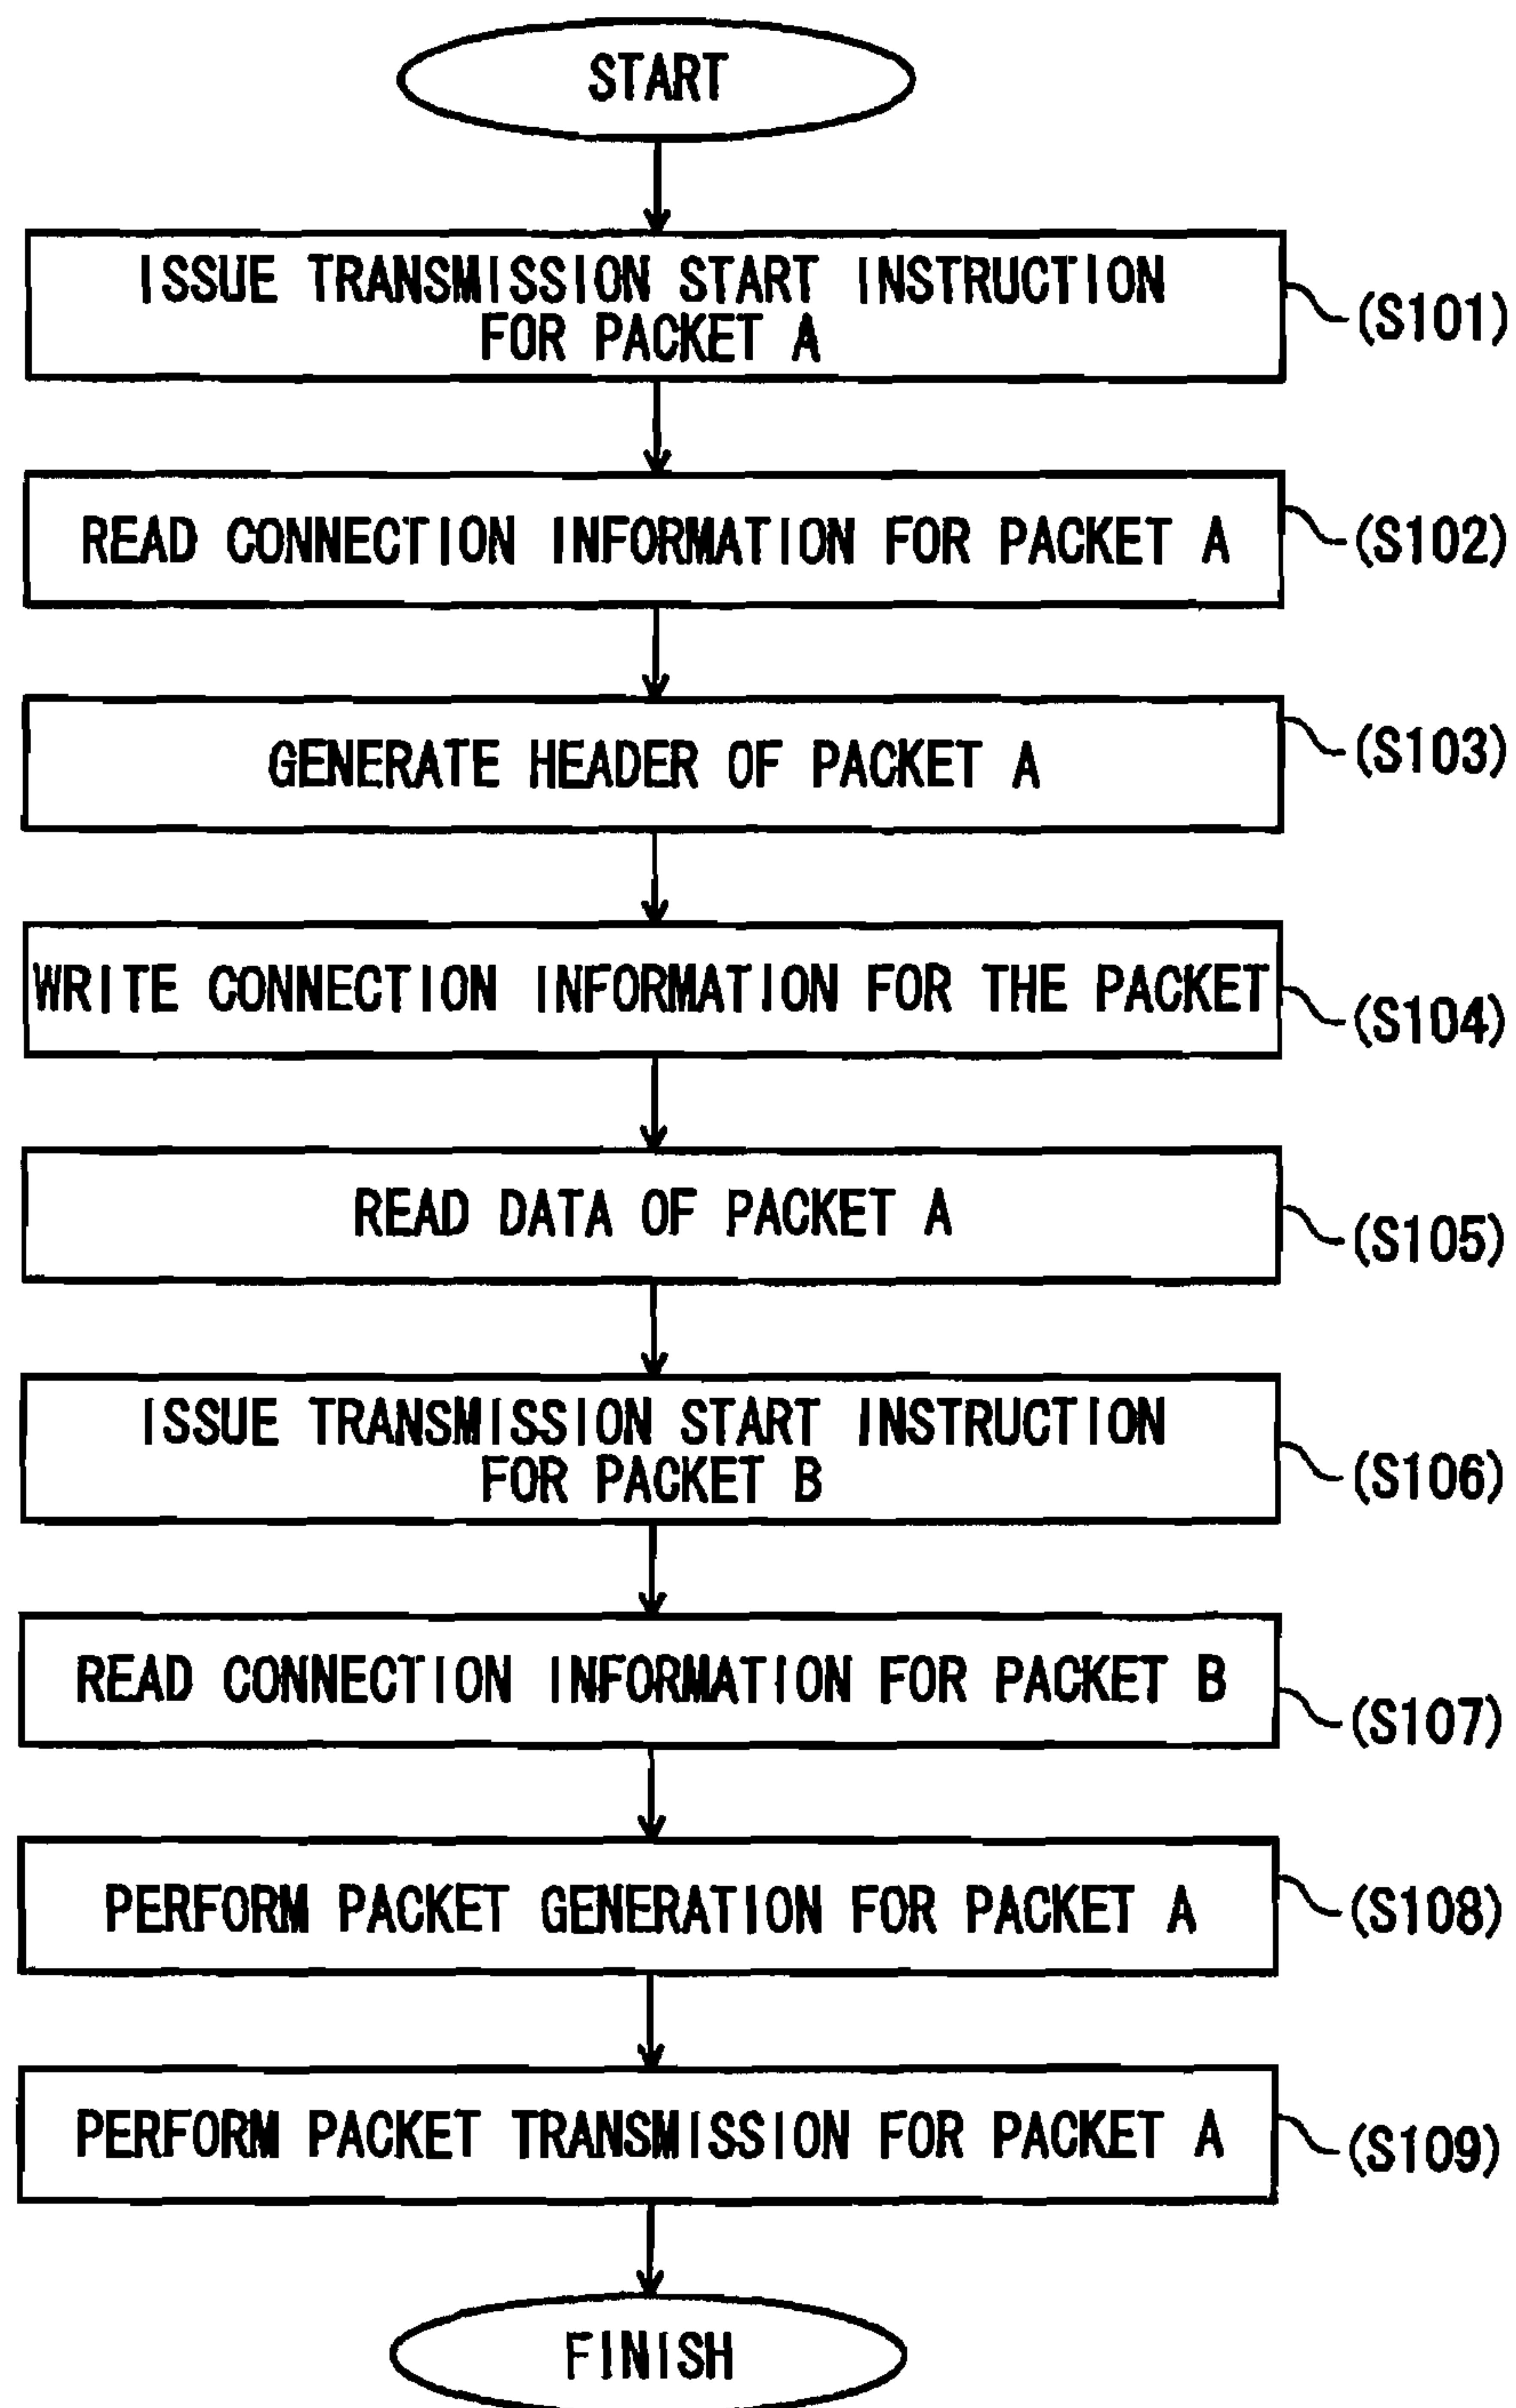 START
ISSUE TRANSMISSION START INSTRUCTION
FOR PACKET A
(S101)
READ CONNECTION INFORMATION FOR PACKET A
(S102)
GENERATE HEADER OF PACKET A
(S103)
WRITE CONNECTION INFORMATION FOR THE PACKET
(S104)
READ DATA OF PACKET A
(S105)
ISSUE TRANSMISSION START INSTRUCTION
FOR PACKET B
(S106)
READ CONNECTION INFORMATION FOR PACKET B
(S107)
PERFORM PACKET GENERATION FOR PACKET A
(S108)
PERFORM PACKET TRANSMISSION FOR PACKET A
(S109)
FINISH